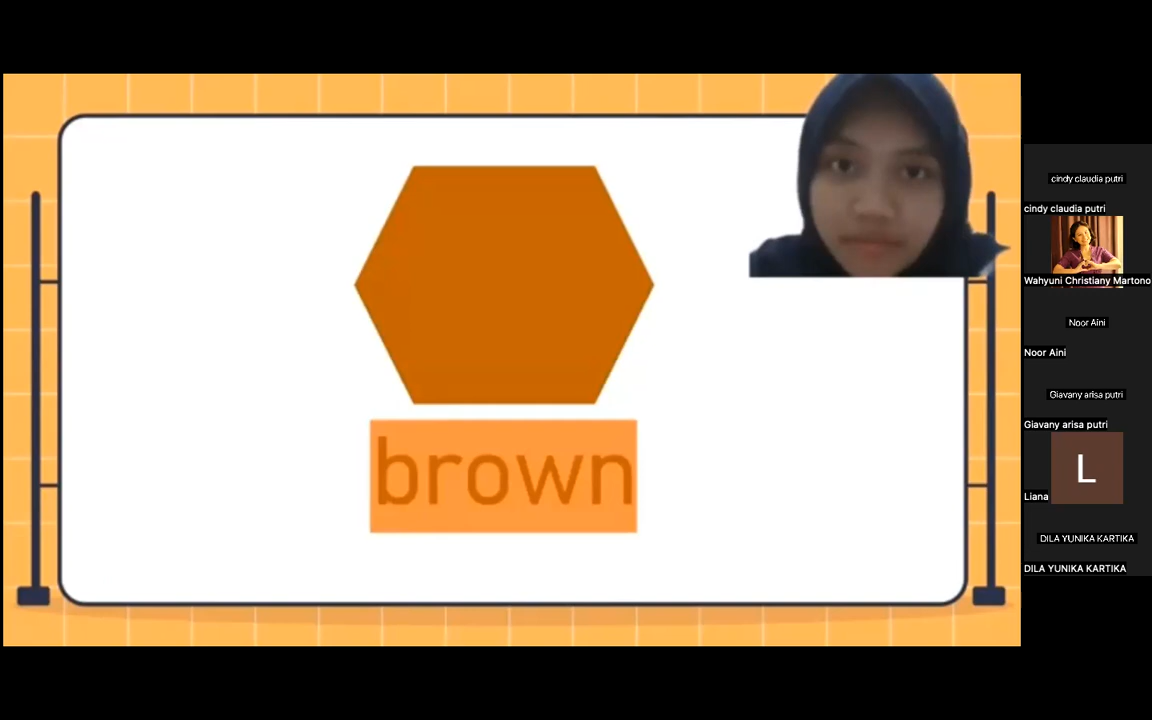 brown
cindy claudia putri
cindy claudia putri
Wahyuni Christiany Martono
Noor Aini
Noor Aini
Giavany arisa putri
Giavany arisa putri
L
Liana
DILA YUNIKA KARTIKA
DILA YUNIKA KARTIKA